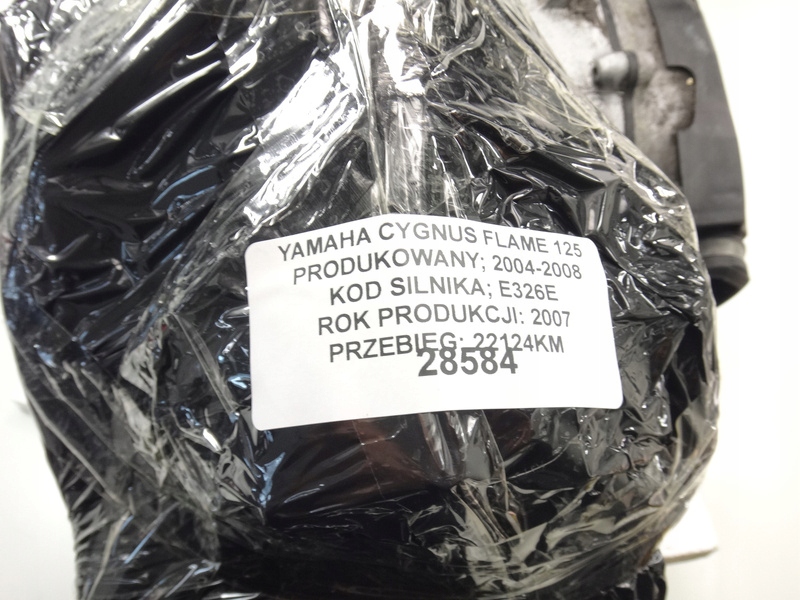 YAMAHA CYGNUS FLAME 125
PRODUKOWANY; 2004-2008
KOD SILNIKA; E326E
ROK PRODUKCJI: 2007
PRZEBIEG: 22124KM
28584